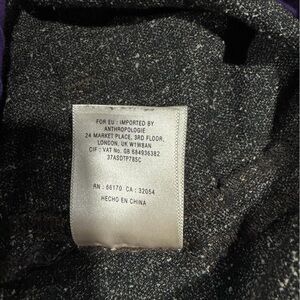 FOR EU : IMPORTED BY
ANTHROPOLOGIE
24 MARKET PLACE, 3RD FLOOR,
LONDON, UK W1W8AN
CIF : VAT No. GB 684936382
37ASDTP785C
RN : 66170 CA : 32054
HECHO EN CHINA